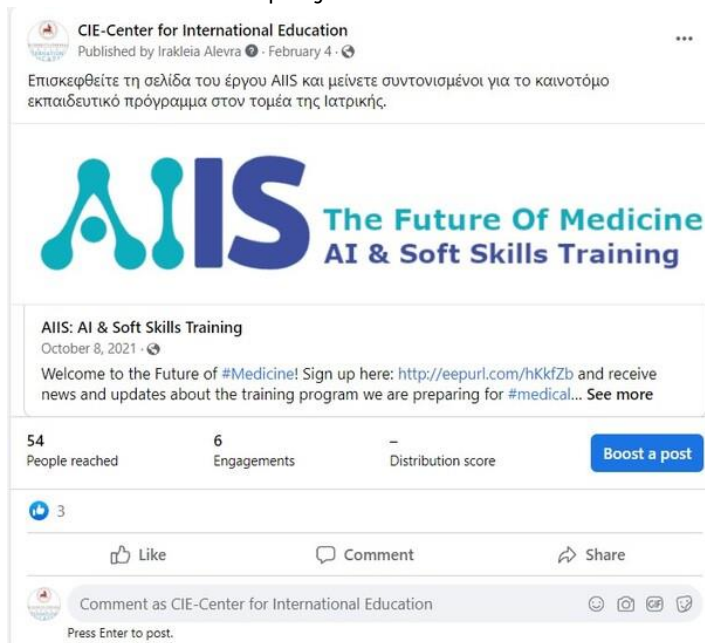 CIE-Center for International Education
Published by Irakleia Alevra · February 4 ·
Επισκεφθείτε τη σελίδα του έργου AIIS και μείνετε συντονισμένοι για το καινοτόμο
εκπαιδευτικό πρόγραμμα στον τομέα της Ιατρικής.
AIIS
The Future Of Medicine
AI & Soft Skills Training
AIIS: AI & Soft Skills Training
October 8, 2021 ·
Welcome to the Future of #Medicine! Sign up here: http://eepurl.com/hKkfZb and receive
news and updates about the training program we are preparing for #medical... See more
54 6 –
People reached Engagements Distribution score Boost a post
3
Like Comment Share
Comment as CIE-Center for International Education GIF
Press Enter to post.